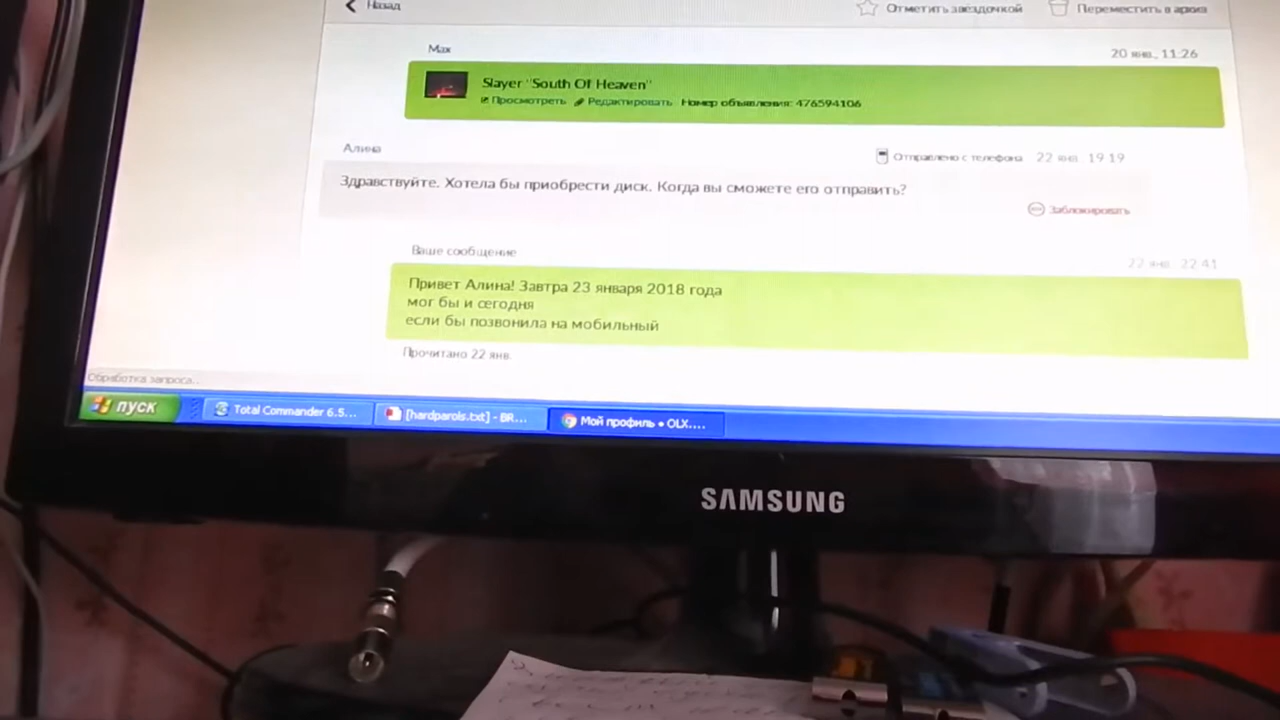 Назад
Отметить звёздочкой
Переместить в архив
Max
20 янв., 11:26
Slayer "South Of Heaven"
Просмотреть Редактировать Номер объявления: 476594106
Алина
Отправлено с телефона 22 янв. 19:19
Здравствуйте. Хотела бы приобрести диск. Когда вы сможете его отправить?
Заблокировать
Ваше сообщение
22 янв. 22:41
Привет Алина! Завтра 23 января 2018 года
мог бы и сегодня
если бы позвонила на мобильный
Прочитано 22 янв.
Обработка запроса...
пуск
Total Commander 6.5...
[hardparols.txt] - BR...
Мой профиль • OLX....
SAMSUNG